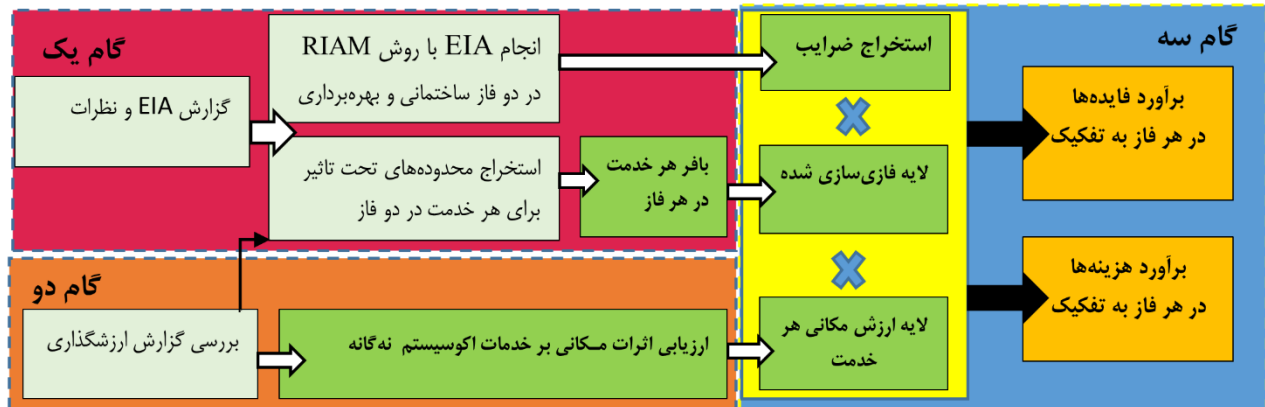 گام یک
گزارش EIA و نظرات
انجام EIA با روش RIAM
در دو فاز ساختمانی و بهره‌برداری
استخراج محدوده‌های تحت تاثیر
برای هر خدمت در دو فاز
بافر هر خدمت
در هر فاز
گام دو
بررسی گزارش ارزشگذاری
ارزیابی اثرات مـکانی بر خدمات اکوسیستم نه‌گانه
گام سه
استخراج ضرایب
لایه فازی‌سازی شده
لایه ارزش مکانی هر
خدمت
برآورد فایده‌ها
در هر فاز به تفکیک
برآورد هزینه‌ها
در هر فاز به تفکیک